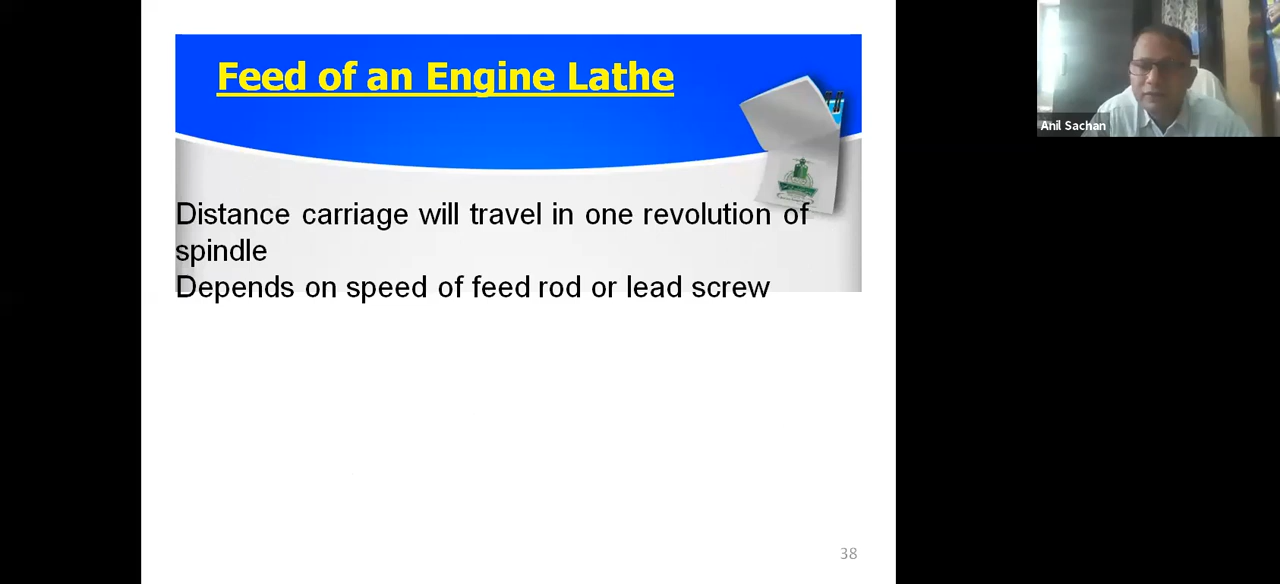 Feed of an Engine Lathe
Distance carriage will travel in one revolution of
spindle
Depends on speed of feed rod or lead screw
38
Anil Sachan